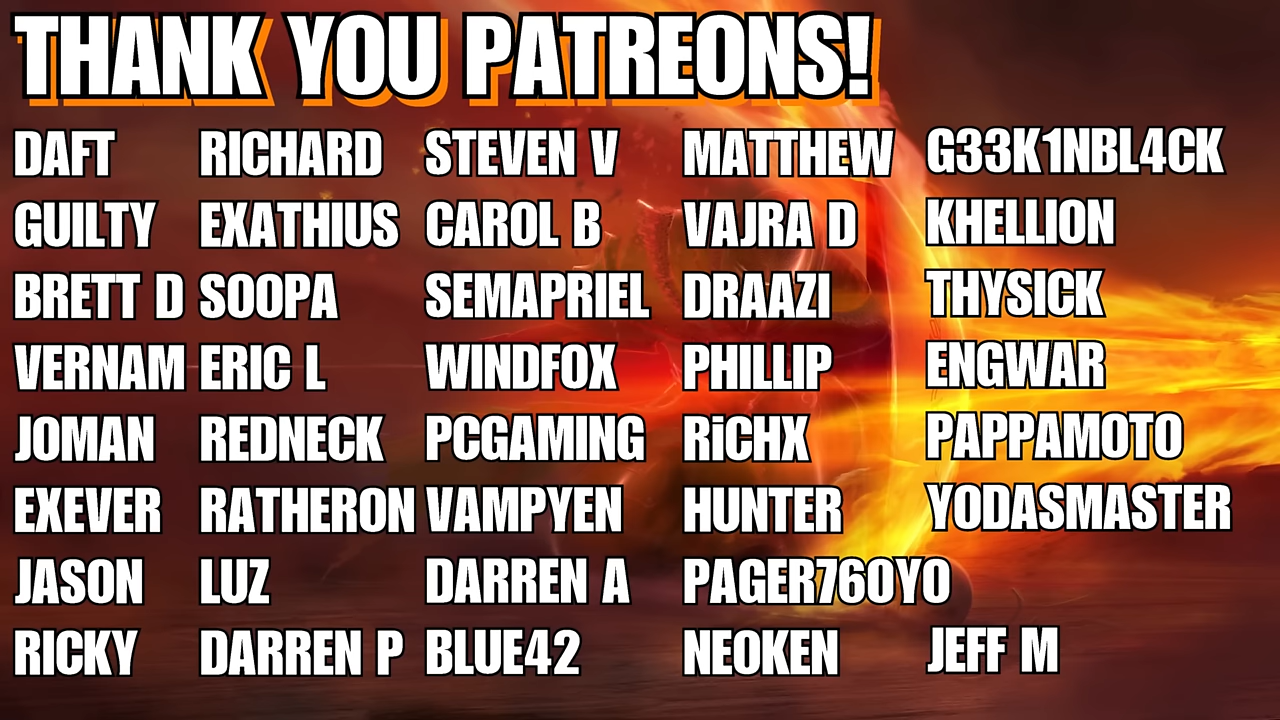 THANK YOU PATREONS!
DAFT RICHARD STEVEN V MATTHEW G33K1NBL4CK
GUILTY EXATHIUS CAROL B VAJRA D KHELLION
BRETT D SOOPA SEMAPRIEL DRAAZI THYSICK
VERNAM ERIC L WINDFOX PHILLIP ENGWAR
JOMAN REDNECK PCGAMING RiCHX PAPPAMOTO
EXEVER RATHERON VAMPYEN HUNTER YODASMASTER
JASON LUZ DARREN A PAGER760YO
RICKY DARREN P BLUE42 NEOKEN JEFF M